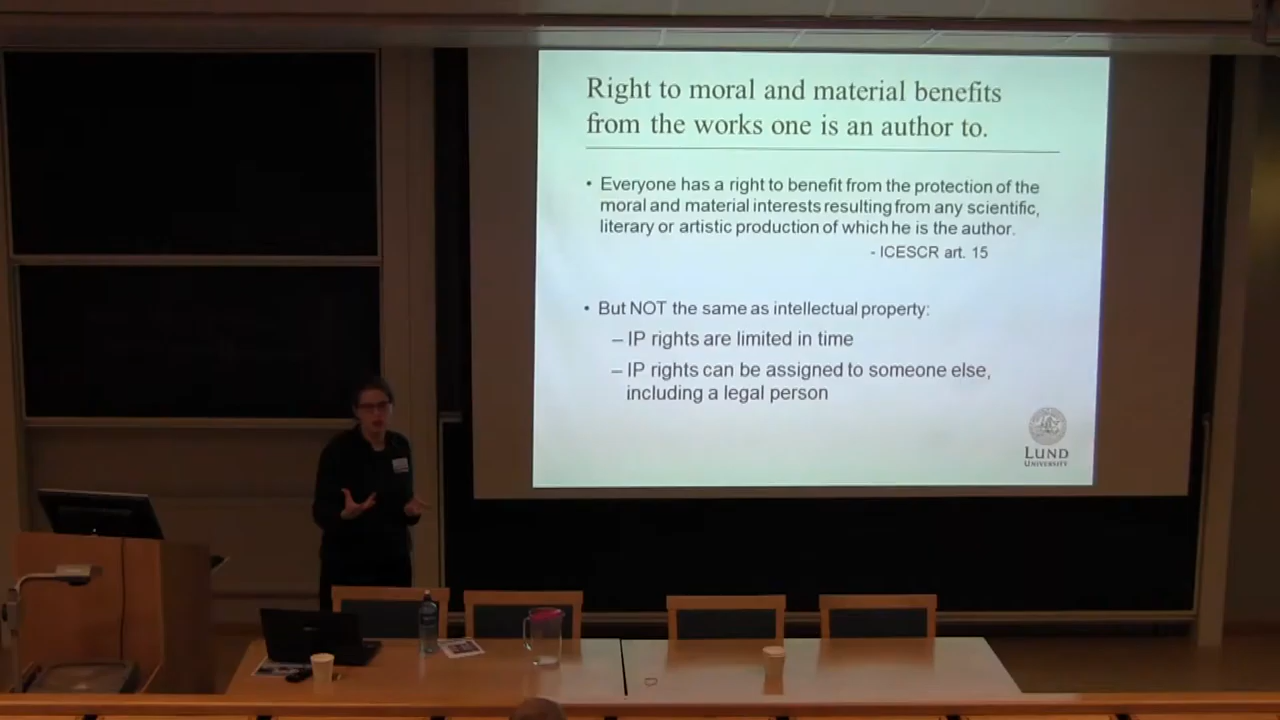 Right to moral and material benefits
from the works one is an author to.
• Everyone has a right to benefit from the protection of the
moral and material interests resulting from any scientific,
literary or artistic production of which he is the author.
- ICESCR art. 15
• But NOT the same as intellectual property:
– IP rights are limited in time
– IP rights can be assigned to someone else,
including a legal person
LUND
UNIVERSITY